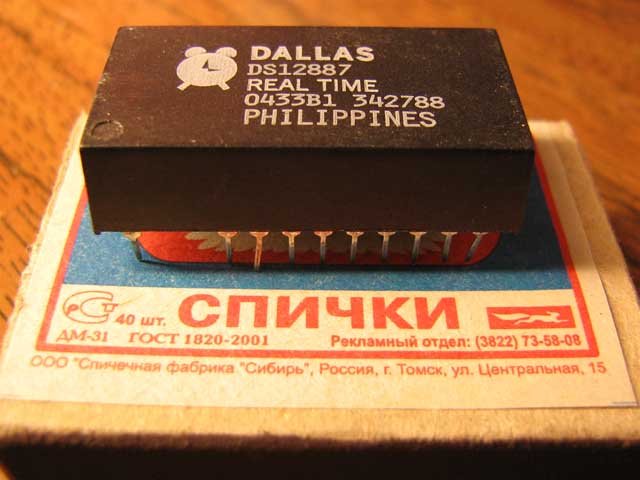 DALLAS
DS12887
REAL TIME
0433B1 342788
PHILIPPINES
РСТ
40 шт. СПИЧКИ
ДМ-31 ГОСТ 1820-2001 Рекламный отдел: (3822) 73-58-08
ООО "Спичечная фабрика "Сибирь", Россия, г. Томск, ул. Центральная, 15